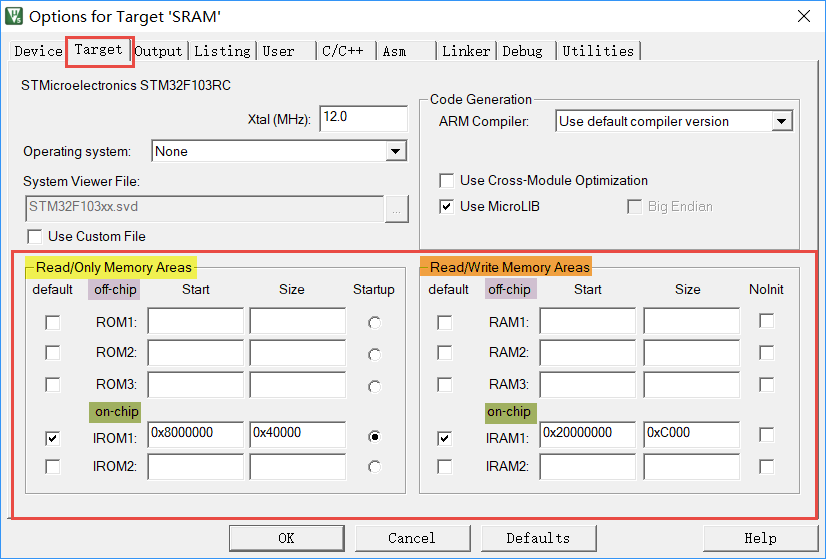 Options for Target 'SRAM'
Device Target Output Listing User C/C++ Asm Linker Debug Utilities
STMicroelectronics STM32F103RC
Xtal (MHz): 12.0
Operating system: None
System Viewer File:
STM32F103xx.svd ...
Use Custom File
Code Generation
ARM Compiler: Use default compiler version
Use Cross-Module Optimization
Use MicroLIB Big Endian
Read/Only Memory Areas
default off-chip Start Size Startup
ROM1:
ROM2:
ROM3:
on-chip
IROM1: 0x8000000 0x40000
IROM2:
Read/Write Memory Areas
default off-chip Start Size NoInit
RAM1:
RAM2:
RAM3:
on-chip
IRAM1: 0x20000000 0xC000
IRAM2:
OK Cancel Defaults Help